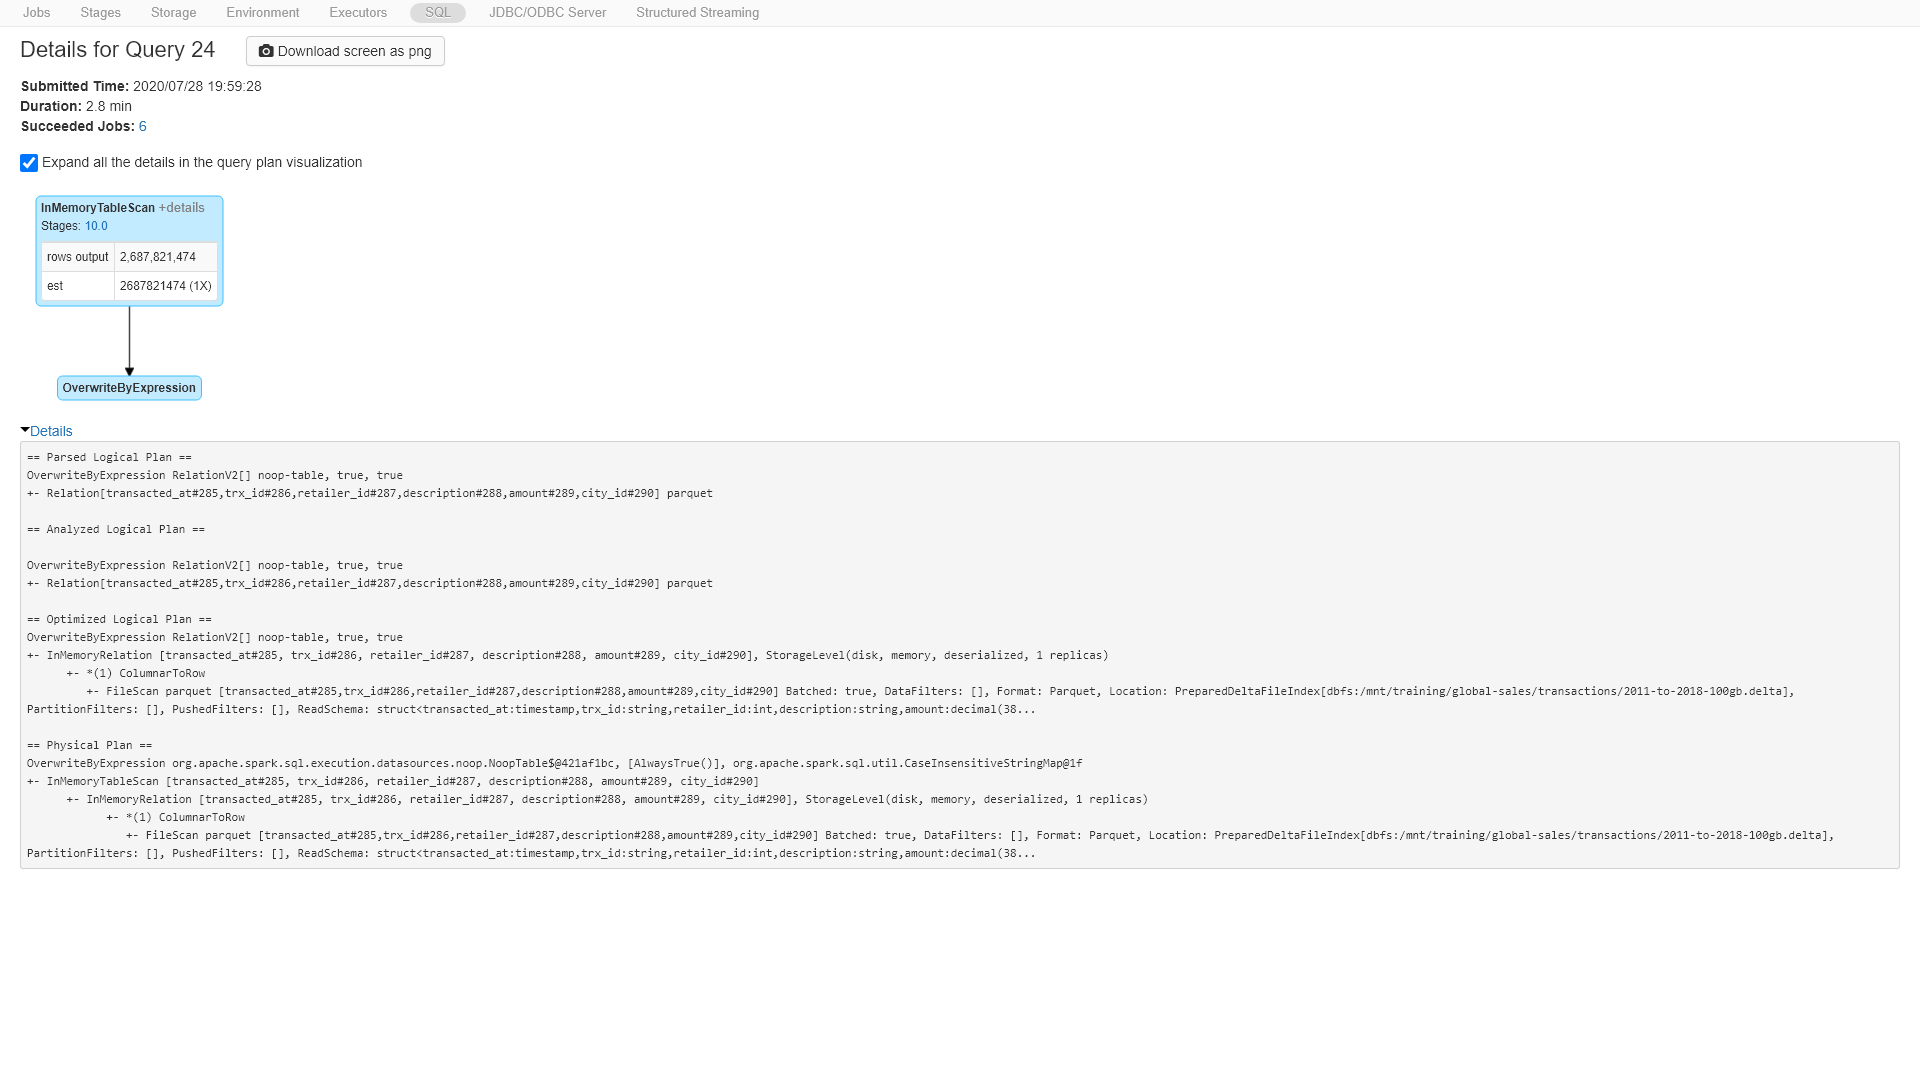 Jobs Stages Storage Environment Executors SQL JDBC/ODBC Server Structured Streaming
Details for Query 24 Download screen as png
Submitted Time: 2020/07/28 19:59:28
Duration: 2.8 min
Succeeded Jobs: 6
Expand all the details in the query plan visualization
InMemoryTableScan +details
Stages: 10.0
rows output 2,687,821,474
est 2687821474 (1X)
OverwriteByExpression
Details
== Parsed Logical Plan ==
OverwriteByExpression RelationV2[] noop-table, true, true
+- Relation[transacted_at#285,trx_id#286,retailer_id#287,description#288,amount#289,city_id#290] parquet
== Analyzed Logical Plan ==
OverwriteByExpression RelationV2[] noop-table, true, true
+- Relation[transacted_at#285,trx_id#286,retailer_id#287,description#288,amount#289,city_id#290] parquet
== Optimized Logical Plan ==
OverwriteByExpression RelationV2[] noop-table, true, true
+- InMemoryRelation [transacted_at#285, trx_id#286, retailer_id#287, description#288, amount#289, city_id#290], StorageLevel(disk, memory, deserialized, 1 replicas)
+- *(1) ColumnarToRow
+- FileScan parquet [transacted_at#285,trx_id#286,retailer_id#287,description#288,amount#289,city_id#290] Batched: true, DataFilters: [], Format: Parquet, Location: PreparedDeltaFileIndex[dbfs:/mnt/training/global-sales/transactions/2011-to-2018-100gb.delta],
PartitionFilters: [], PushedFilters: [], ReadSchema: struct<transacted_at:timestamp,trx_id:string,retailer_id:int,description:string,amount:decimal(38...
== Physical Plan ==
OverwriteByExpression org.apache.spark.sql.execution.datasources.noop.NoopTable$@421af1bc, [AlwaysTrue()], org.apache.spark.sql.util.CaseInsensitiveStringMap@1f
+- InMemoryTableScan [transacted_at#285, trx_id#286, retailer_id#287, description#288, amount#289, city_id#290]
+- InMemoryRelation [transacted_at#285, trx_id#286, retailer_id#287, description#288, amount#289, city_id#290], StorageLevel(disk, memory, deserialized, 1 replicas)
+- *(1) ColumnarToRow
+- FileScan parquet [transacted_at#285,trx_id#286,retailer_id#287,description#288,amount#289,city_id#290] Batched: true, DataFilters: [], Format: Parquet, Location: PreparedDeltaFileIndex[dbfs:/mnt/training/global-sales/transactions/2011-to-2018-100gb.delta],
PartitionFilters: [], PushedFilters: [], ReadSchema: struct<transacted_at:timestamp,trx_id:string,retailer_id:int,description:string,amount:decimal(38...